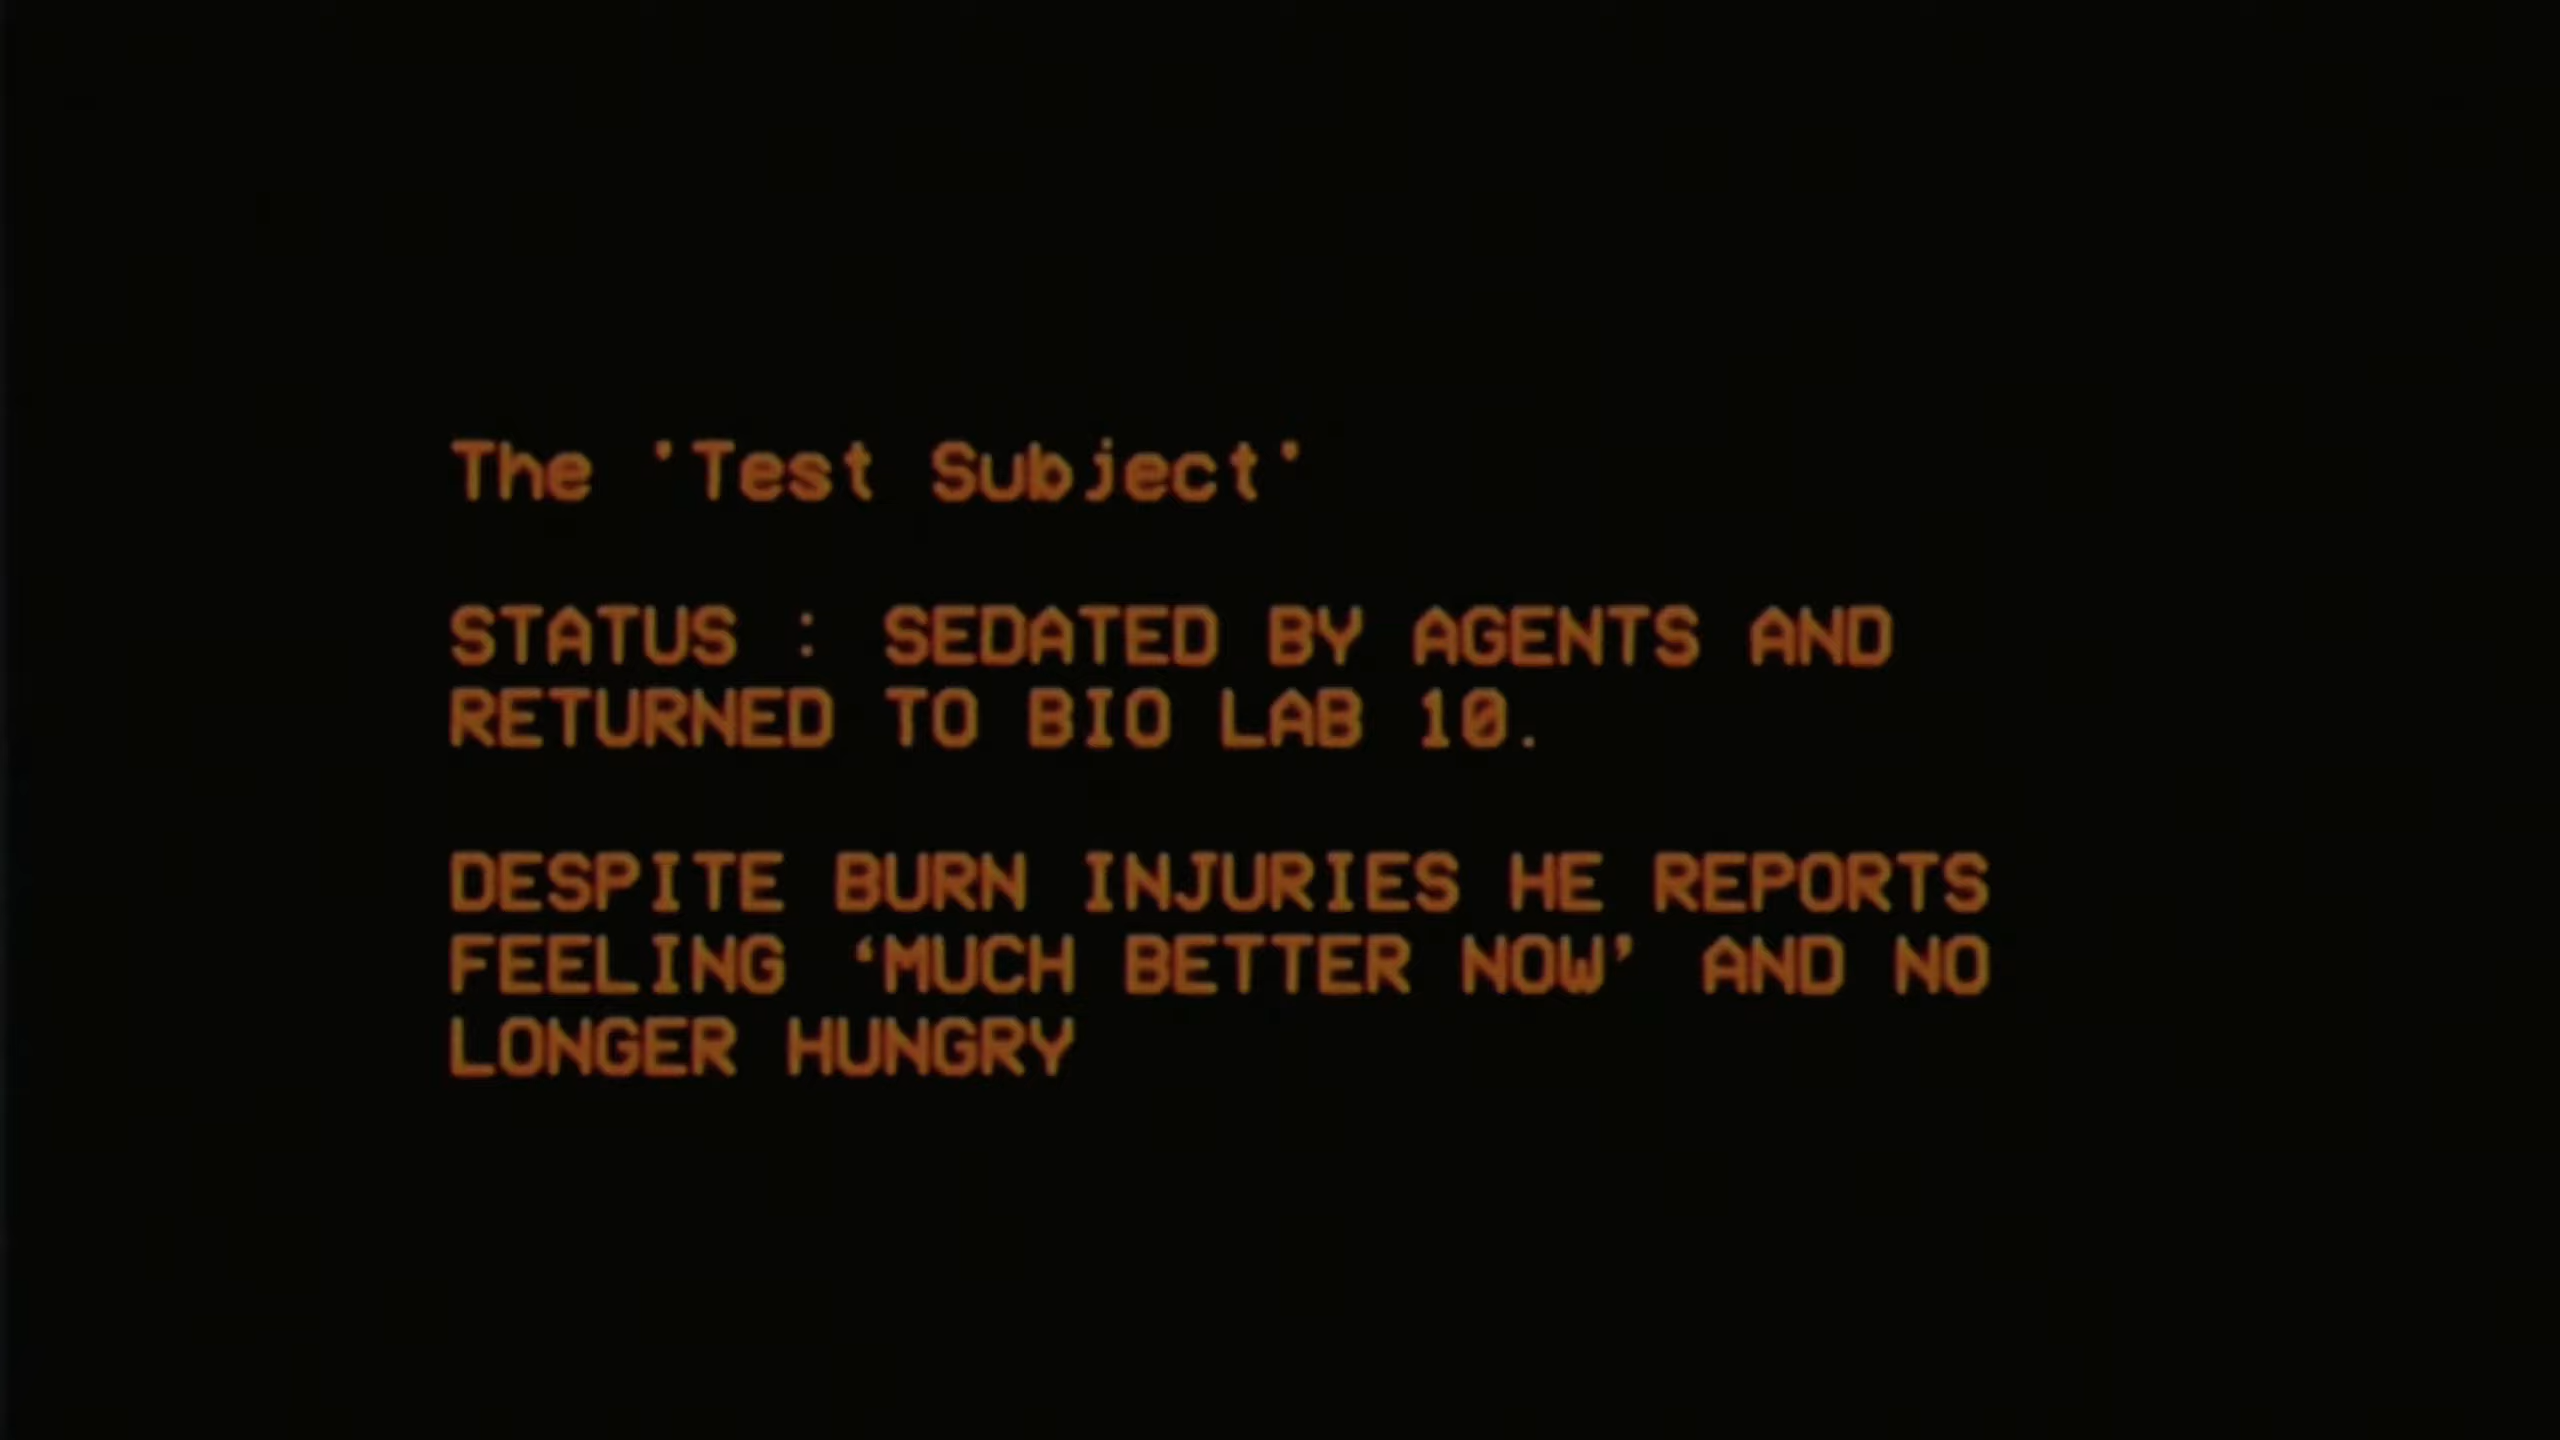 The 'Test Subject'
STATUS : SEDATED BY AGENTS AND
RETURNED TO BIO LAB 10.
DESPITE BURN INJURIES HE REPORTS
FEELING ‘MUCH BETTER NOW’ AND NO
LONGER HUNGRY